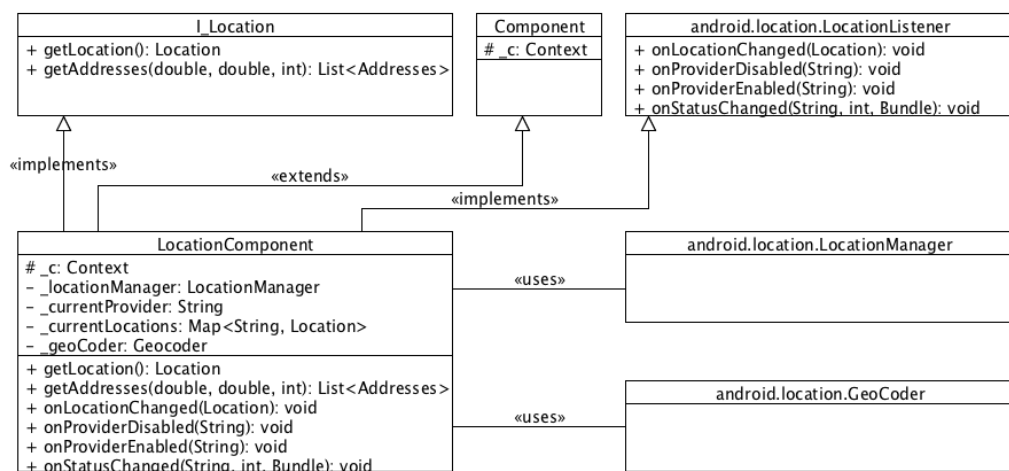 I_Location
+ getLocation(): Location
+ getAddresses(double, double, int): List<Addresses>
Component
# _c: Context
android.location.LocationListener
+ onLocationChanged(Location): void
+ onProviderDisabled(String): void
+ onProviderEnabled(String): void
+ onStatusChanged(String, int, Bundle): void
«implements»
«extends»
«implements»
LocationComponent
# _c: Context
– _locationManager: LocationManager
– _currentProvider: String
– _currentLocations: Map<String, Location>
– _geoCoder: Geocoder
+ getLocation(): Location
+ getAddresses(double, double, int): List<Addresses>
+ onLocationChanged(Location): void
+ onProviderDisabled(String): void
+ onProviderEnabled(String): void
+ onStatusChanged(String, int, Bundle): void
«uses»
android.location.LocationManager
«uses»
android.location.GeoCoder